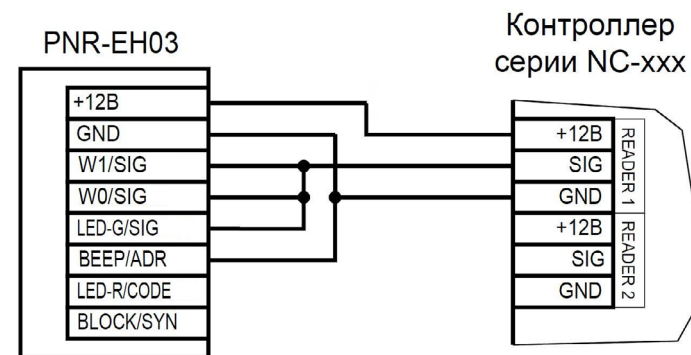 Контроллер
серии NC-xxx
PNR-EH03
+12В
GND
W1/SIG
W0/SIG
LED-G/SIG
BEEP/ADR
LED-R/CODE
BLOCK/SYN
+12В
SIG
GND
READER 1
+12В
SIG
GND
READER 2